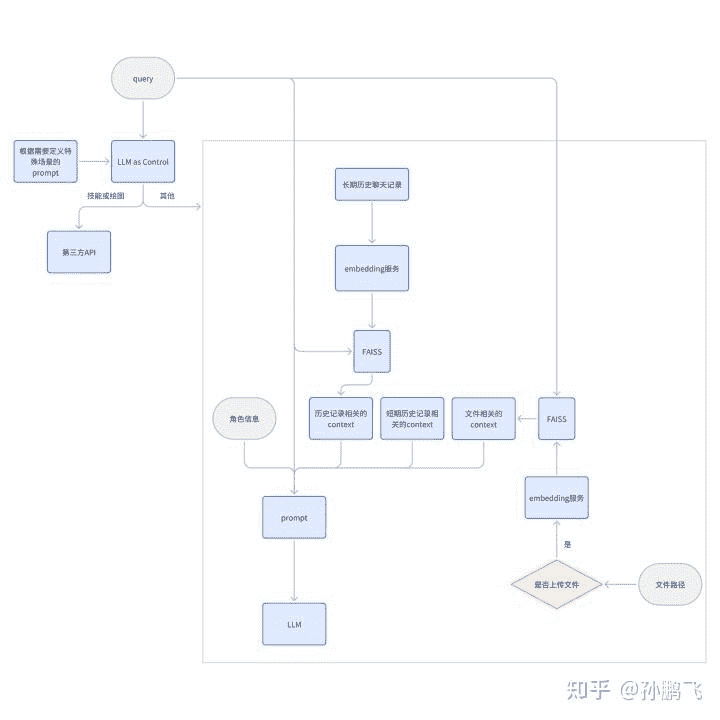 query
根据需要定义特
殊场景的
prompt
LLM as Control
技能或绘图
其他
第三方API
长期历史聊天记录
embedding服务
FAISS
角色信息
历史记录相关的
context
短期历史记录相
关的context
文件相关的
context
FAISS
embedding服务
prompt
是
是否上传文件
文件路径
LLM
知乎 @孙鹏飞